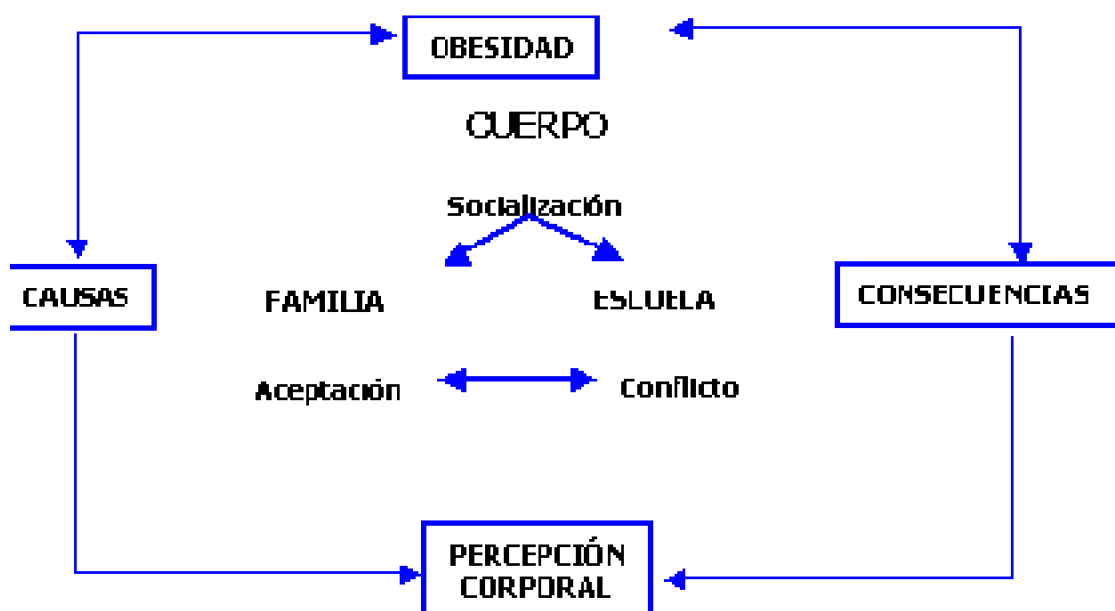 OBESIDAD
CUERPO
Socialización
CAUSAS
FAMILIA
ESCUELA
CONSECUENCIAS
Aceptación
Conflicto
PERCEPCIÓN
CORPORAL